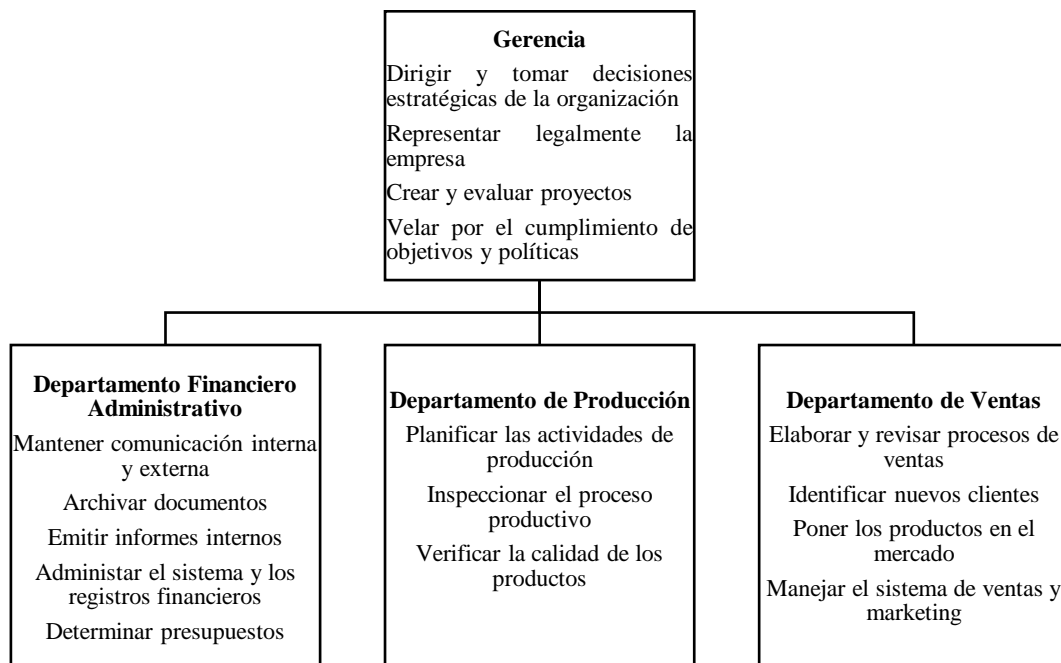 Gerencia
Dirigir y tomar decisiones
estratégicas de la organización
Representar legalmente la
empresa
Crear y evaluar proyectos
Velar por el cumplimiento de
objetivos y políticas
Departamento Financiero
Administrativo
Mantener comunicación interna
y externa
Archivar documentos
Emitir informes internos
Administar el sistema y los
registros financieros
Determinar presupuestos
Departamento de Producción
Planificar las actividades de
producción
Inspeccionar el proceso
productivo
Verificar la calidad de los
productos
Departamento de Ventas
Elaborar y revisar procesos de
ventas
Identificar nuevos clientes
Poner los productos en el
mercado
Manejar el sistema de ventas y
marketing